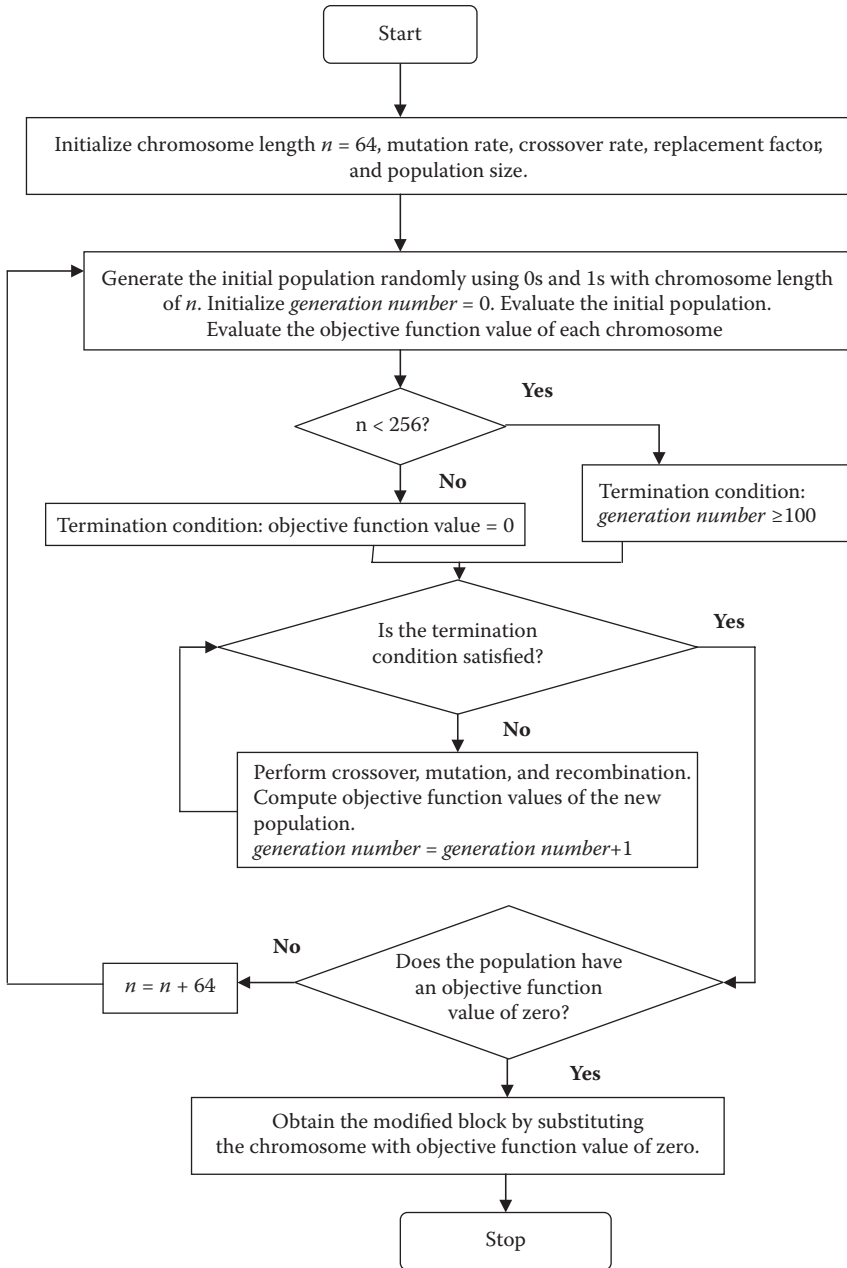 Start
Initialize chromosome length n = 64, mutation rate, crossover rate, replacement factor,
and population size.
Generate the initial population randomly using 0s and 1s with chromosome length
of n. Initialize generation number = 0. Evaluate the initial population.
Evaluate the objective function value of each chromosome
Yes
n < 256?
No
Termination condition:
generation number ≥100
Termination condition: objective function value = 0
Is the termination
condition satisfied?
Yes
No
Perform crossover, mutation, and recombination.
Compute objective function values of the new
population.
generation number = generation number+1
No
Does the population have
an objective function
value of zero?
n = n + 64
Yes
Obtain the modified block by substituting
the chromosome with objective function value of zero.
Stop